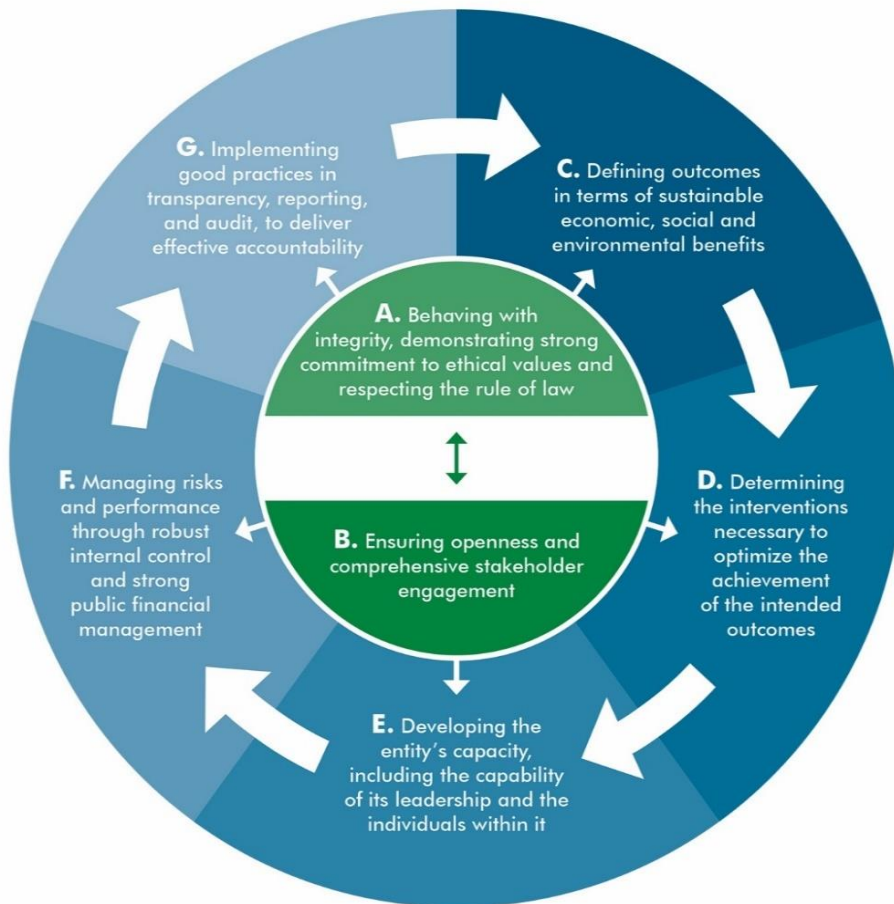 G. Implementing
good practices in
transparency, reporting,
and audit, to deliver
effective accountability
C. Defining outcomes
in terms of sustainable
economic, social and
environmental benefits
A. Behaving with
integrity, demonstrating strong
commitment to ethical values and
respecting the rule of law
F. Managing risks
and performance
through robust
internal control
and strong
public financial
management
B. Ensuring openness and
comprehensive stakeholder
engagement
D. Determining
the interventions
necessary to
optimize the
achievement
of the intended
outcomes
E. Developing the
entity’s capacity,
including the capability
of its leadership and the
individuals within it